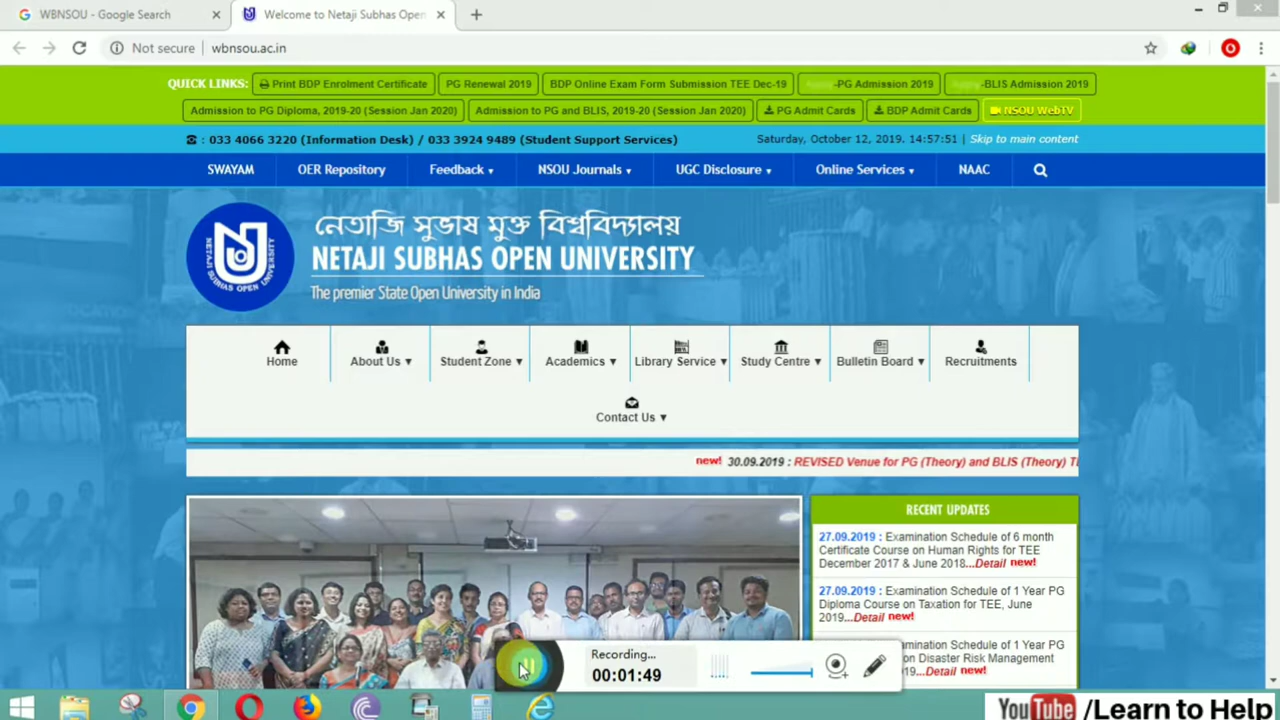 WBNSOU - Google Search
Welcome to Netaji Subhas Open
Not secure wbnsou.ac.in
QUICK LINKS: Print BDP Enrolment Certificate PG Renewal 2019 BDP Online Exam Form Submission TEE Dec-19 -PG Admission 2019 -BLIS Admission 2019
Admission to PG Diploma, 2019-20 (Session Jan 2020) Admission to PG and BLIS, 2019-20 (Session Jan 2020) PG Admit Cards BDP Admit Cards NSOU WebTV
: 033 4066 3220 (Information Desk) / 033 3924 9489 (Student Support Services) Saturday, October 12, 2019. 14:57:51 Skip to main content
SWAYAM OER Repository Feedback NSOU Journals UGC Disclosure Online Services NAAC
নেতাজি সুভাষ মুক্ত বিশ্ববিদ্যালয়
NETAJI SUBHAS OPEN UNIVERSITY
The premier State Open University in India
NETAJI SUBHAS OPEN UNIVERSITY
Home About Us Student Zone Academics Library Service Study Centre Bulletin Board Recruitments
Contact Us
new! 30.09.2019 : REVISED Venue for PG (Theory) and BLIS (Theory)
RECENT UPDATES
27.09.2019 : Examination Schedule of 6 month
Certificate Course on Human Rights for TEE
December 2017 & June 2018...Detail new!
27.09.2019 : Examination Schedule of 1 Year PG
Diploma Course on Taxation for TEE, June
2019...Detail new!
amination Schedule of 1 Year PG
on Disaster Risk Management
Recording...
00:01:49
YouTube /Learn to Help